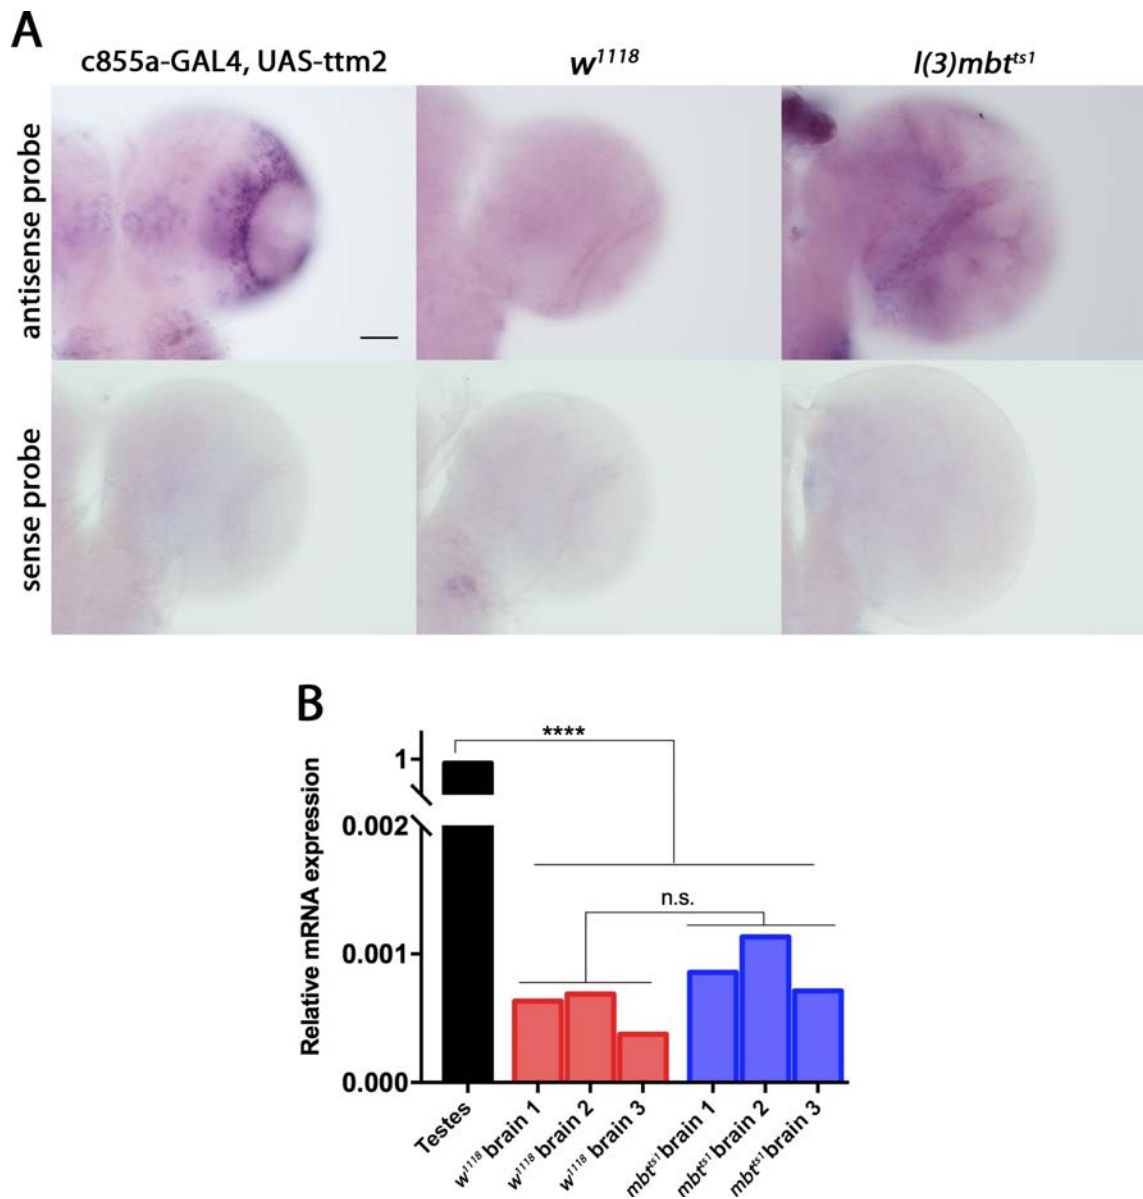 A
c855a-GAL4, UAS-ttm2
w1118
l(3)mbtts1
antisense probe
sense probe
B
Relative mRNA expression
****
1
0.002
n.s.
0.001
0.000
Testes
w1118 brain 1
w1118 brain 2
w1118 brain 3
mbtts1 brain 1
mbtts1 brain 2
mbtts1 brain 3